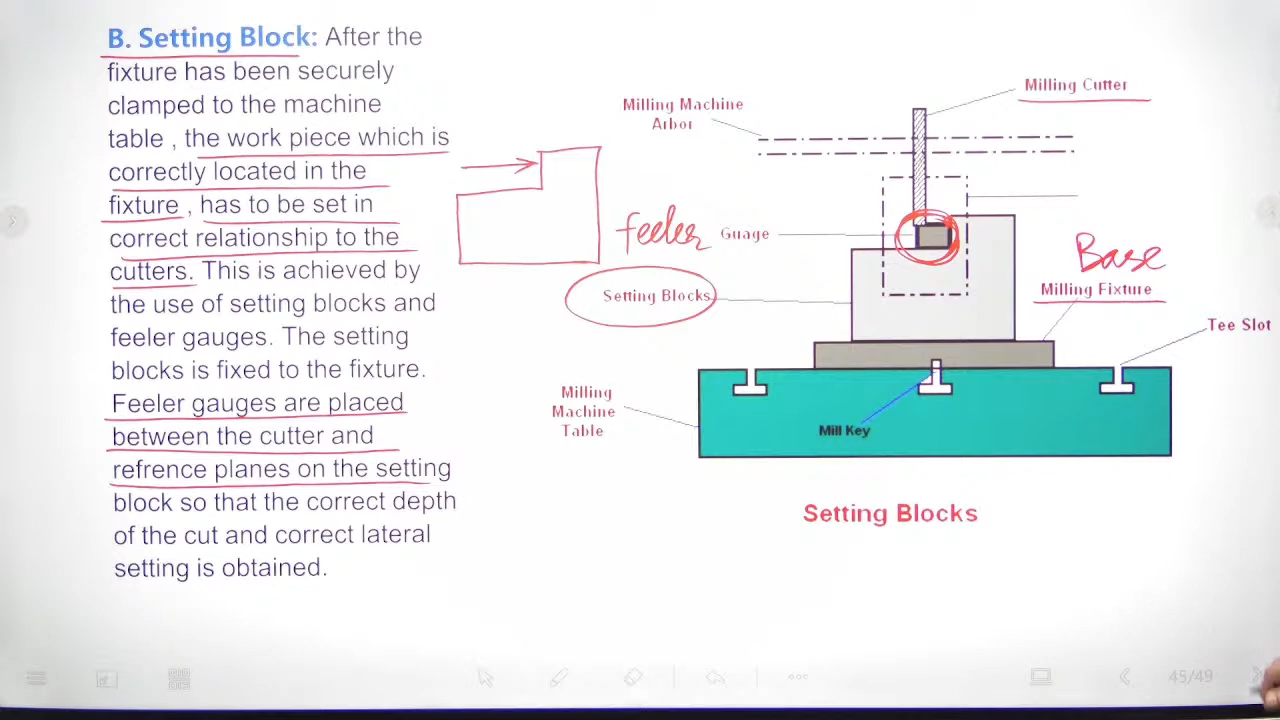 B. Setting Block: After the
fixture has been securely
clamped to the machine
table , the work piece which is
correctly located in the
fixture , has to be set in
correct relationship to the
cutters. This is achieved by
the use of setting blocks and
feeler gauges. The setting
blocks is fixed to the fixture.
Feeler gauges are placed
between the cutter and
refrence planes on the setting
block so that the correct depth
of the cut and correct lateral
setting is obtained.
Milling Cutter
Milling Machine
Arbor
feeler Guage
Base
Setting Blocks
Milling Fixture
Tee Slot
Milling
Machine
Table
Mill Key
Setting Blocks
45/49